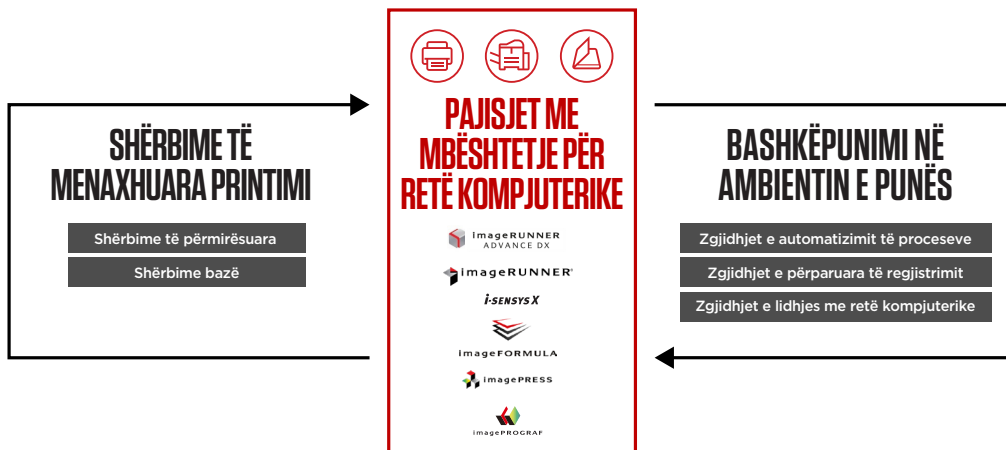 SHËRBIME TË
MENAXHUARA PRINTIMI
Shërbime të përmirësuara
Shërbime bazë
PAJISJET ME
MBËSHTETJE PËR
RETË KOMPJUTERIKE
imageRUNNER
ADVANCE DX
imageRUNNER®
i-SENSYS X
imageFORMULA
imagePRESS
imagePROGRAF
BASHKËPUNIMI NË
AMBIENTIN E PUNËS
Zgjidhjet e automatizimit të proceseve
Zgjidhjet e përparuara të regjistrimit
Zgjidhjet e lidhjes me retë kompjuterike